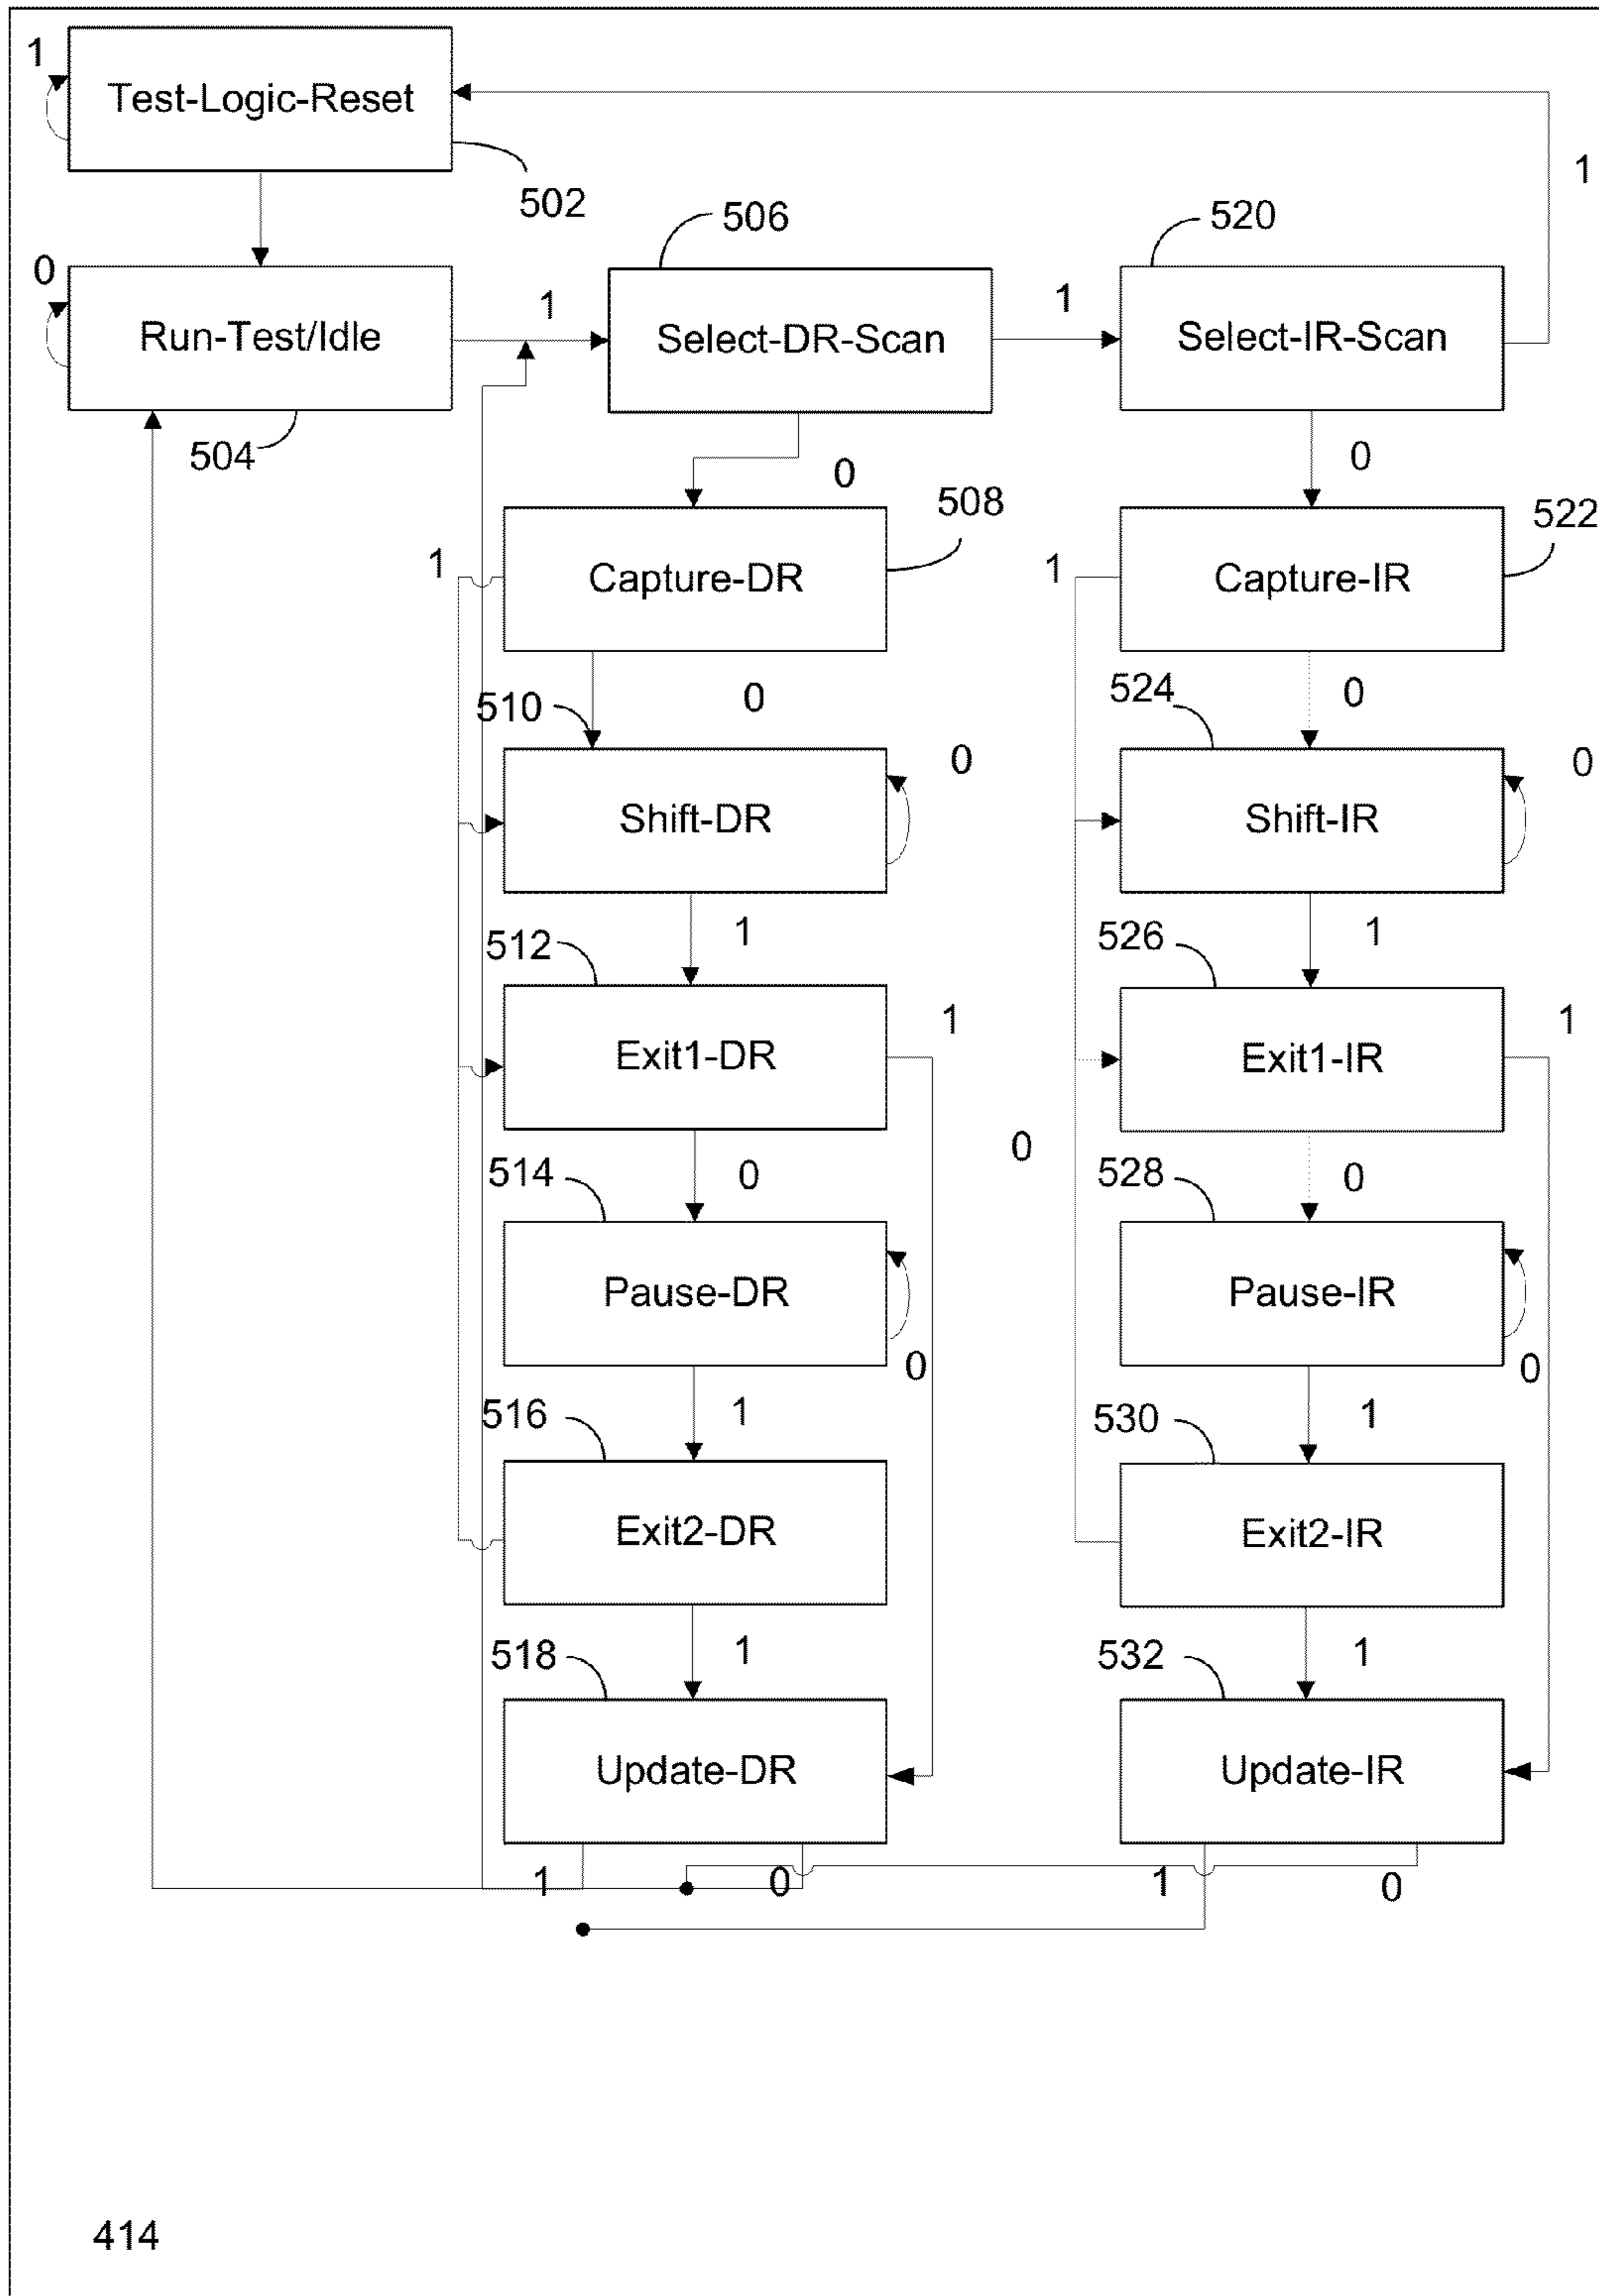 1
Test-Logic-Reset
502
1
0
Run-Test/Idle
504
1
506
Select-DR-Scan
1
520
Select-IR-Scan
0
0
508
522
1
Capture-DR
1
Capture-IR
510
0
524
0
0
0
Shift-DR
Shift-IR
512
1
526
1
Exit1-DR
1
Exit1-IR
1
0
514
0
528
0
Pause-DR
0
Pause-IR
0
516
1
530
1
Exit2-DR
Exit2-IR
518
1
532
1
Update-DR
Update-IR
1
0
1
0
414